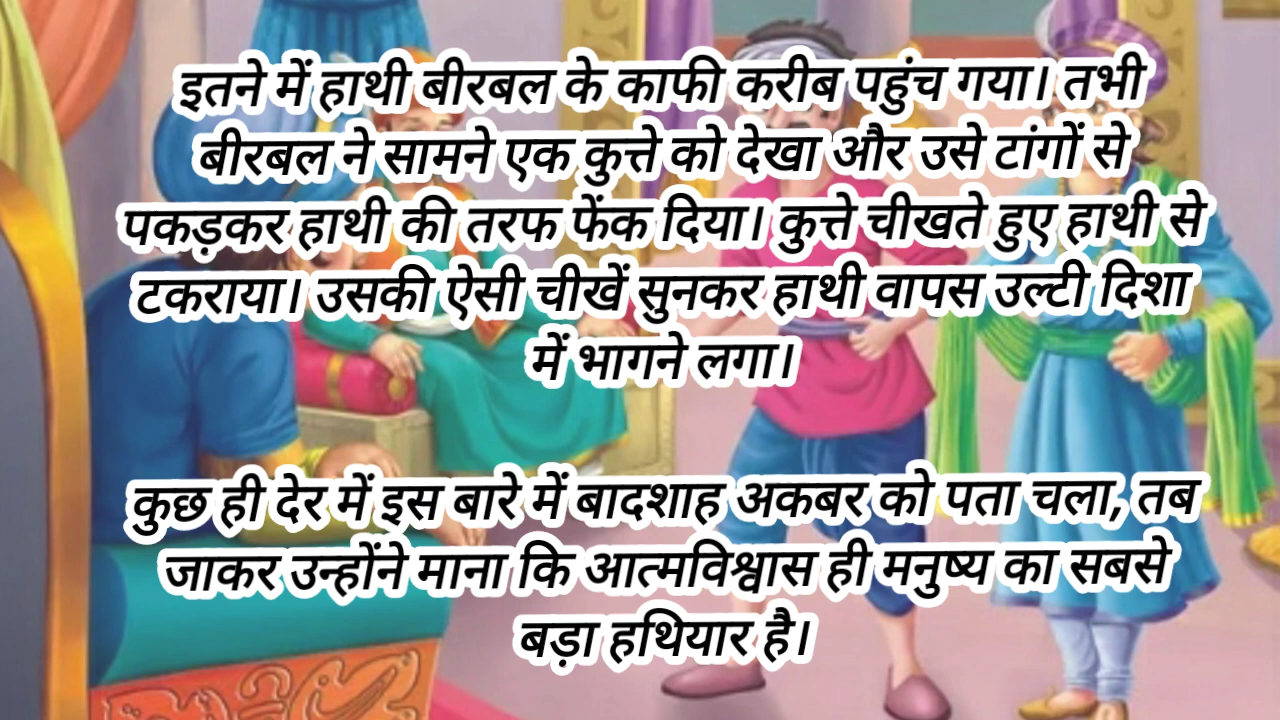 इतने में हाथी बीरबल के काफी करीब पहुंच गया। तभी
बीरबल ने सामने एक कुत्ते को देखा और उसे टांगों से
पकड़कर हाथी की तरफ फेंक दिया। कुत्ते चीखते हुए हाथी से
टकराया। उसकी ऐसी चीखें सुनकर हाथी वापस उल्टी दिशा
में भागने लगा।
कुछ ही देर में इस बारे में बादशाह अकबर को पता चला, तब
जाकर उन्होंने माना कि आत्मविश्वास ही मनुष्य का सबसे
बड़ा हथियार है।